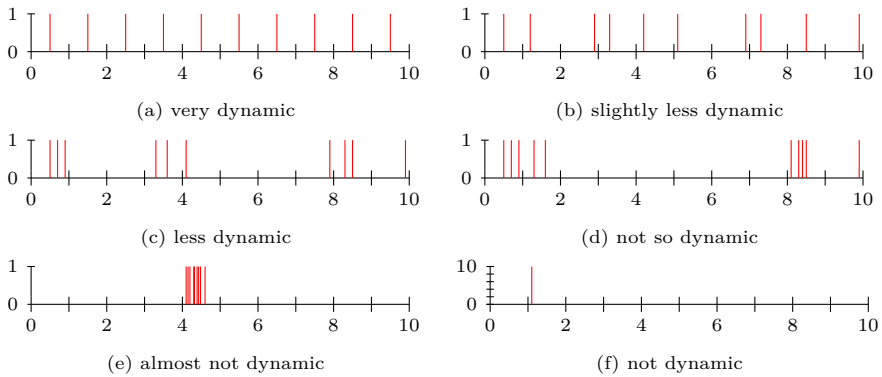 1
0
0 2 4 6 8 10
(a) very dynamic
1
0
0 2 4 6 8 10
(b) slightly less dynamic
1
0
0 2 4 6 8 10
(c) less dynamic
1
0
0 2 4 6 8 10
(d) not so dynamic
1
0
0 2 4 6 8 10
(e) almost not dynamic
10
0
0 2 4 6 8 10
(f) not dynamic